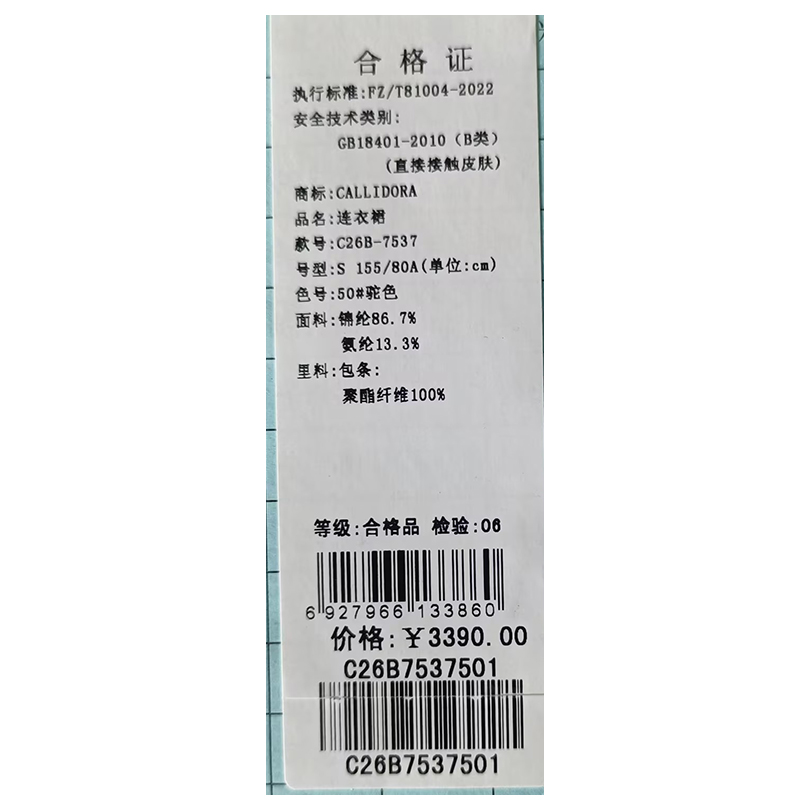 合格证
执行标准:FZ/T81004-2022
安全技术类别:
GB18401-2010（B类）
(直接接触皮肤)
商标:CALLIDORA
品名:连衣裙
款号:C26B-7537
号型:S 155/80A(单位:cm)
色号:50#驼色
面料:锦纶86.7%
氨纶13.3%
里料:包条:
聚酯纤维100%
等级:合格品 检验:06
6 927966 133860
价格:¥3390.00
C26B7537501
C26B7537501